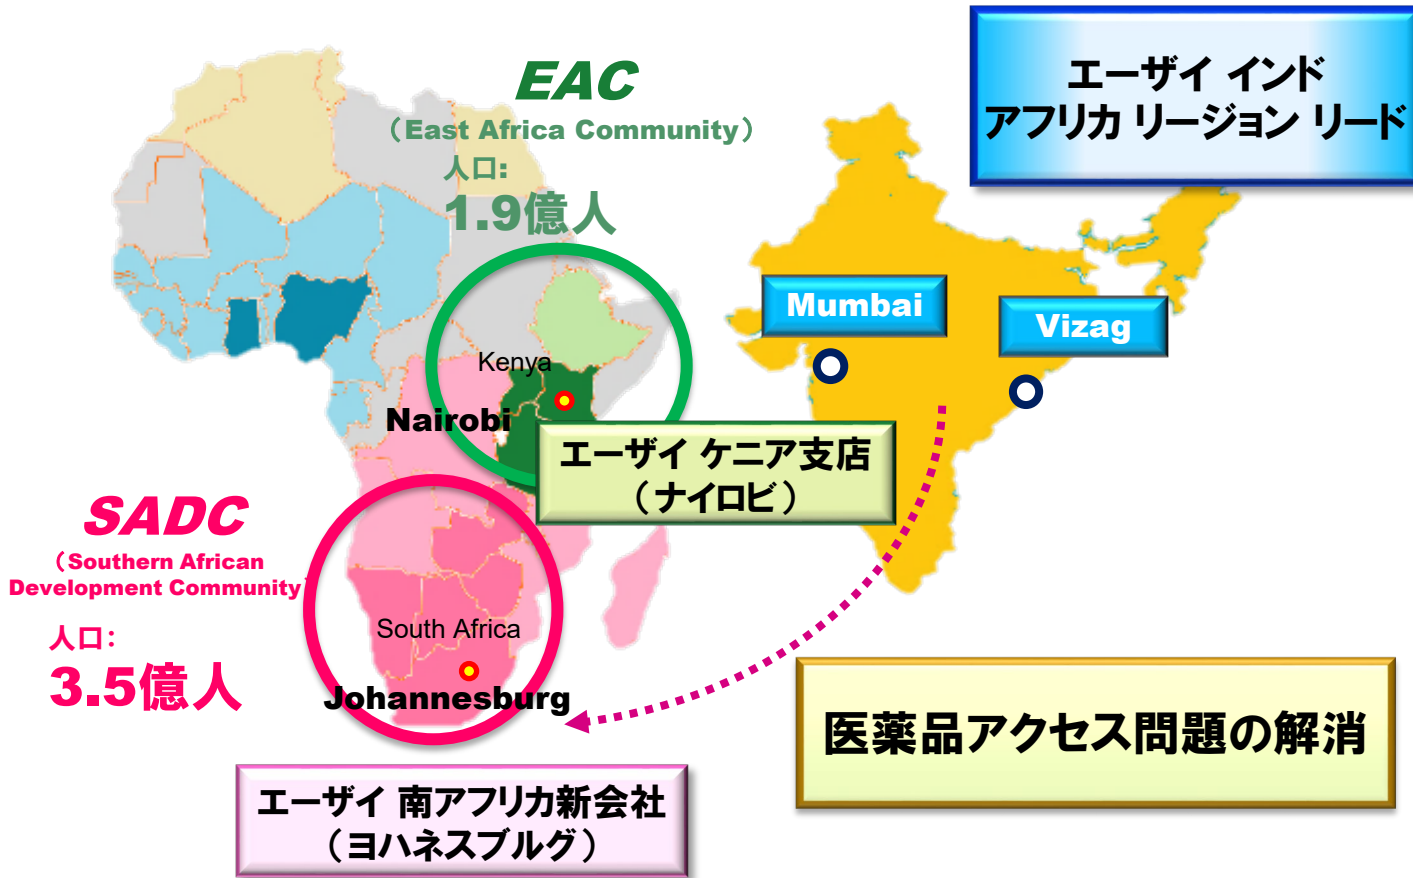 エーザイ インド
アフリカ リージョン リード
EAC
（East Africa Community）
人口:
1.9億人
Mumbai
Vizag
Kenya
Nairobi
エーザイ ケニア支店
（ナイロビ）
SADC
（Southern African
Development Community）
人口：
3.5億人
South Africa
Johannesburg
医薬品アクセス問題の解消
エーザイ 南アフリカ新会社
（ヨハネスブルグ）